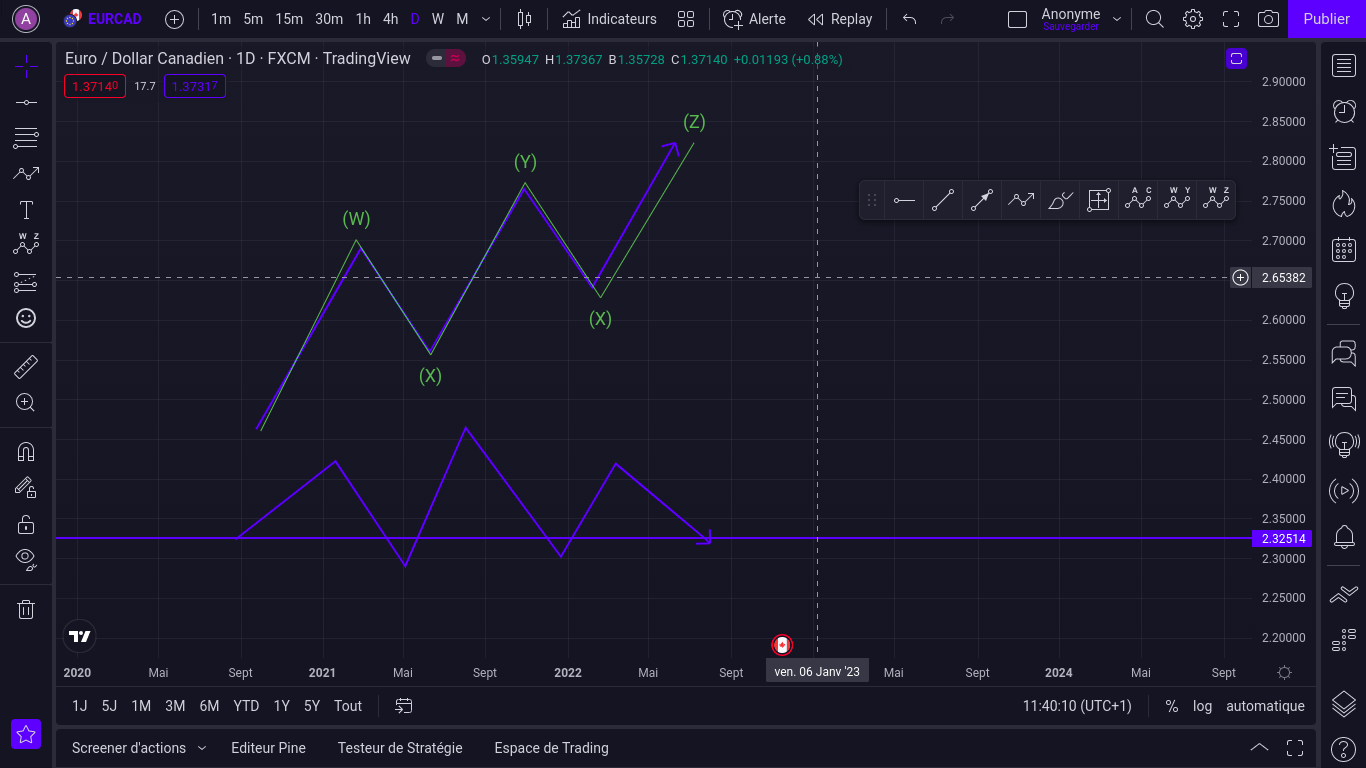 A EURCAD 1m 5m 15m 30m 1h 4h D W M Indicateurs Alerte Replay Anonyme Sauvegarder Publier
Euro / Dollar Canadien · 1D · FXCM · TradingView O1.35947 H1.37367 B1.35728 C1.37140 +0.01193 (+0.88%)
1.37140 17.7 1.37317
2.90000
2.85000
2.80000
2.75000
2.70000
2.65382
2.60000
2.55000
2.50000
2.45000
2.40000
2.35000
2.32514
2.30000
2.25000
2.20000
(Z)
(Y)
(W)
(X)
(X)
A C W Y W Z
W Z
2020 Mai Sept 2021 Mai Sept 2022 Mai Sept ven. 06 Janv '23 Mai Sept 2024 Mai Sept
1J 5J 1M 3M 6M YTD 1Y 5Y Tout 11:40:10 (UTC+1) % log automatique
Screener d'actions Editeur Pine Testeur de Stratégie Espace de Trading